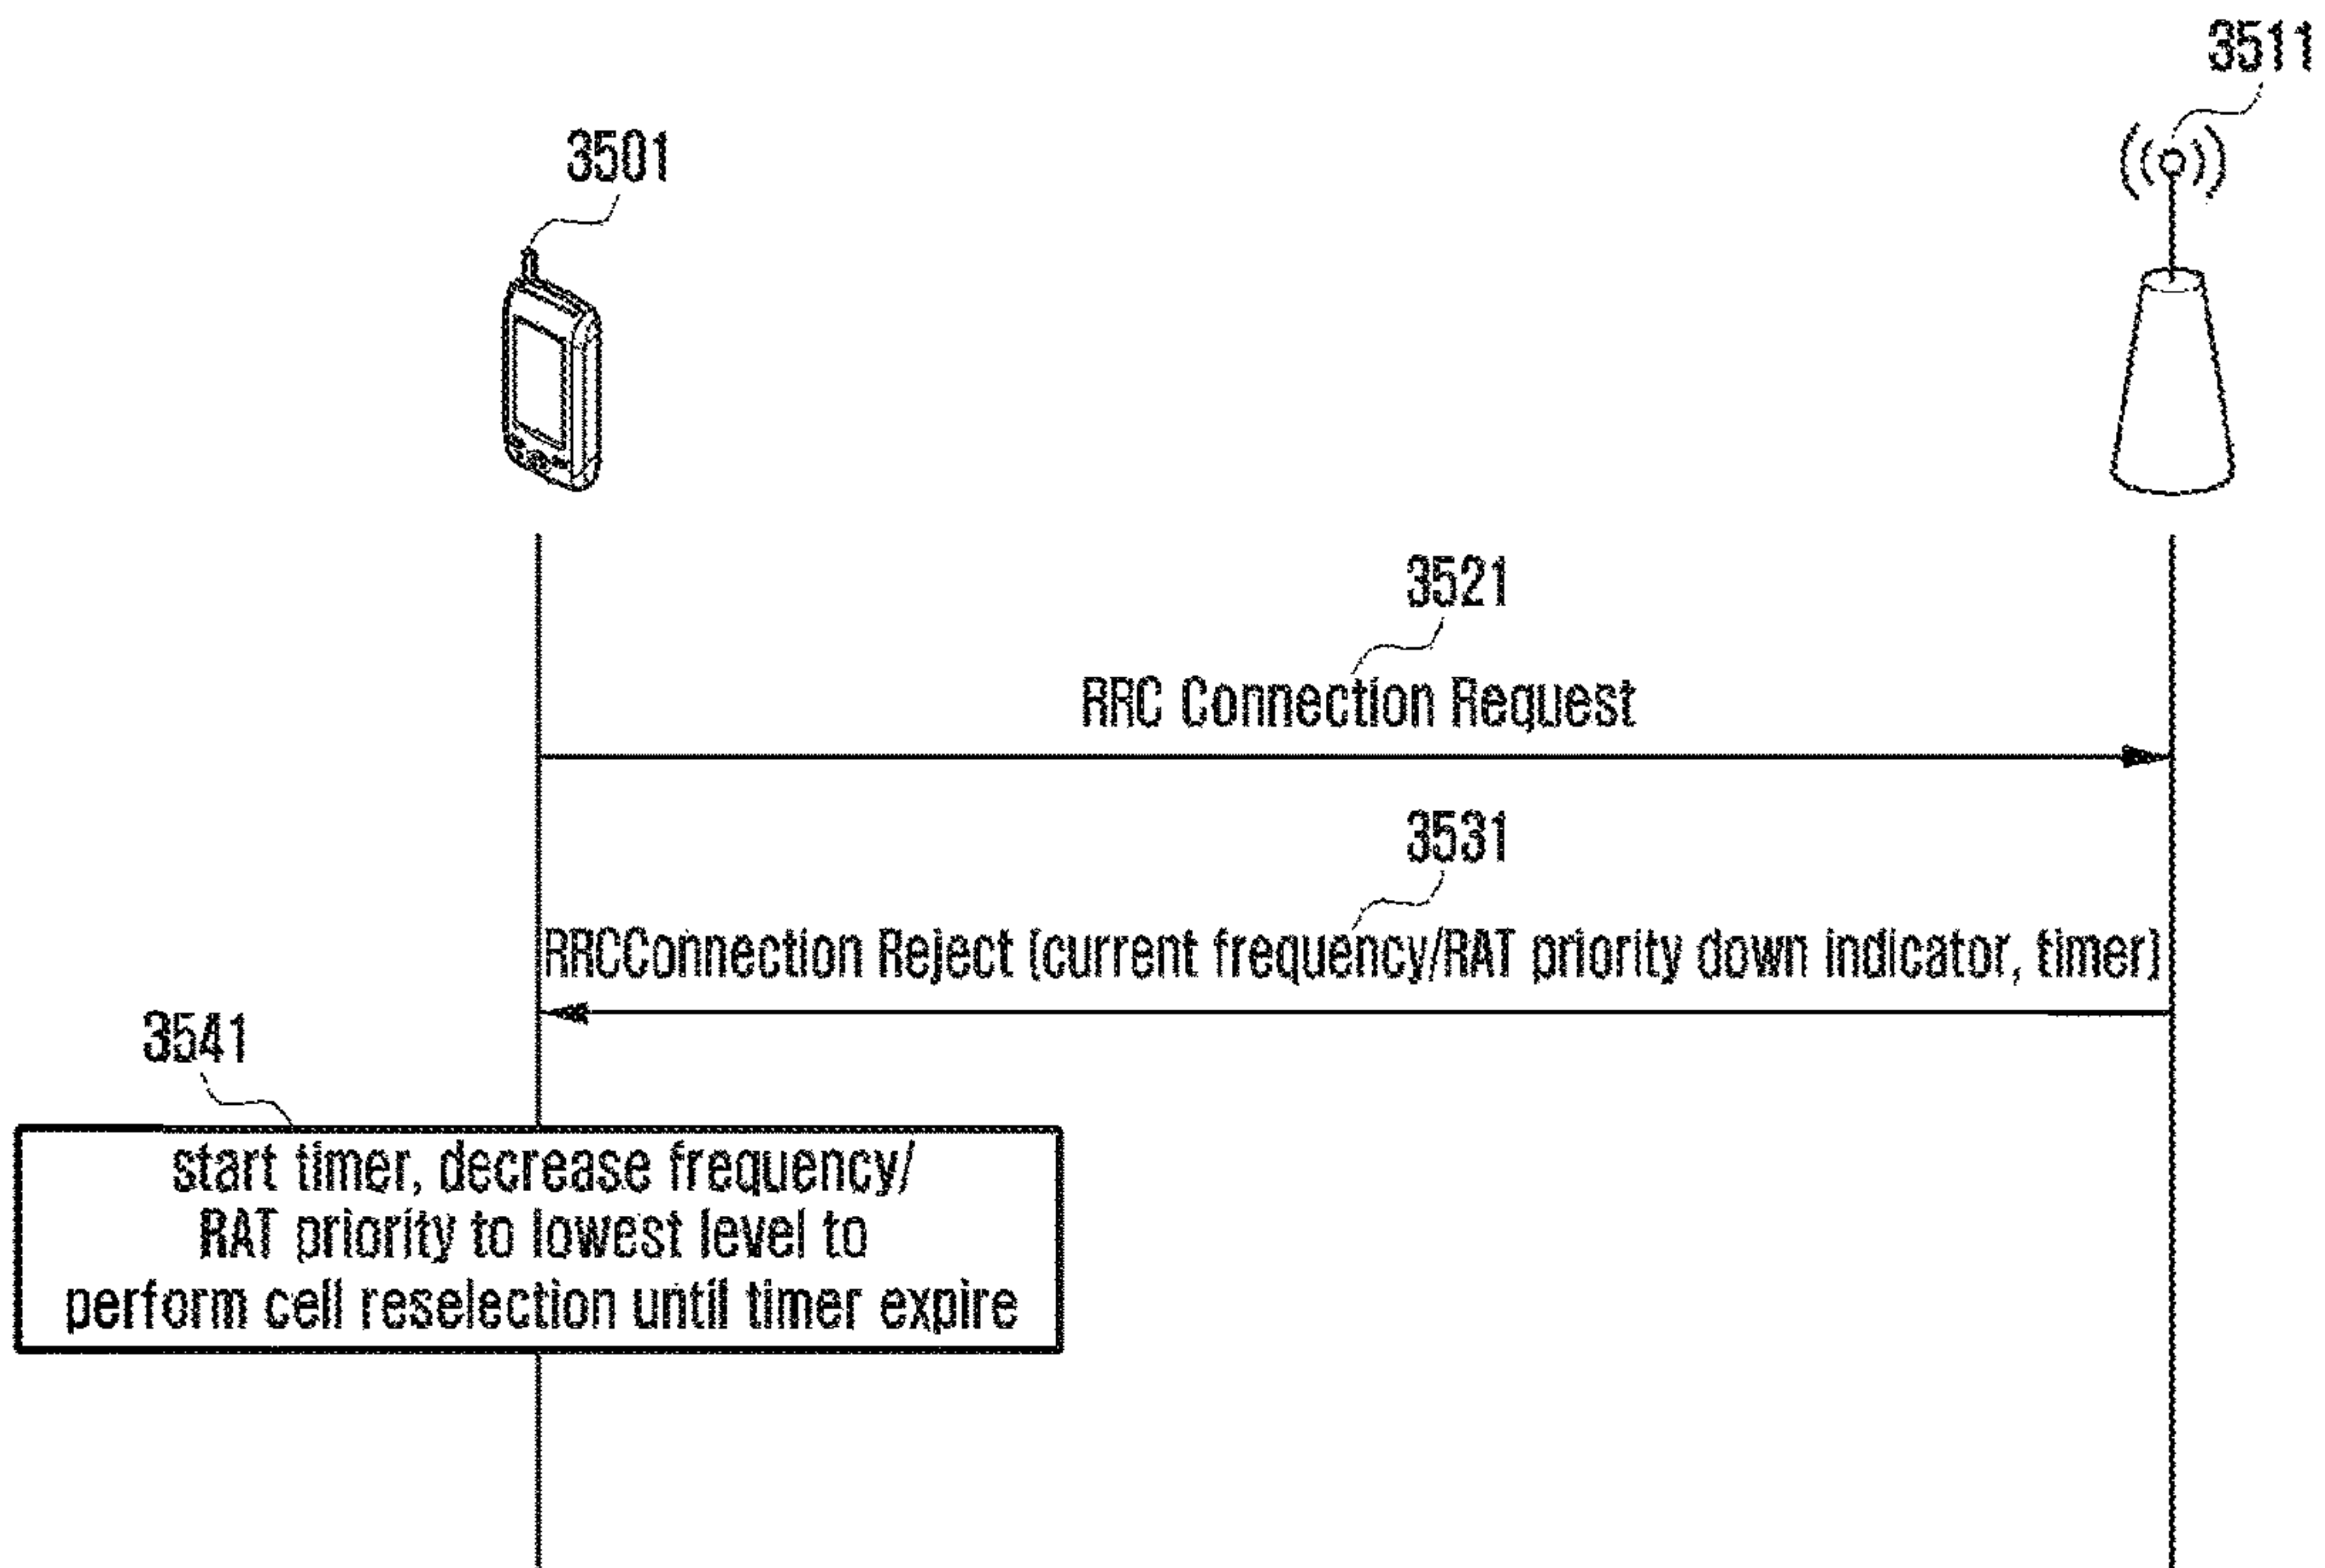 3511
3501
3521
RRC Connection Request
3531
RRCConnection Reject (current frequency/RAT priority down indicator, timer)
3541
start timer, decrease frequency/
RAT priority to lowest level to
perform cell reselection until timer expire